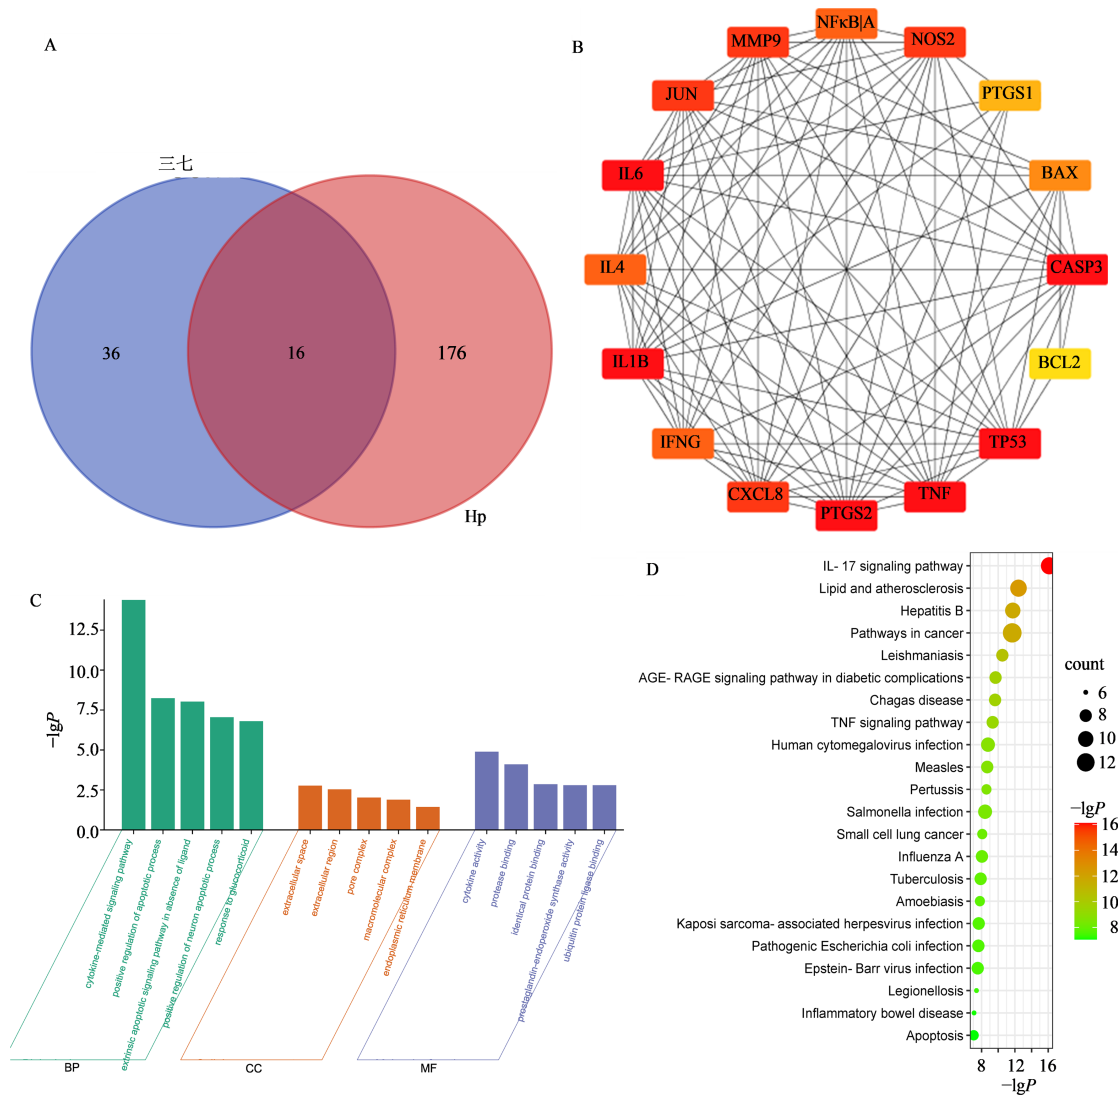 A
三七
36
16
176
Hp
B
NFκB|A
MMP9
NOS2
JUN
PTGS1
IL6
BAX
IL4
CASP3
IL1B
BCL2
IFNG
TP53
CXCL8
TNF
PTGS2
C
−lgP
12.5
10.0
7.5
5.0
2.5
0.0
cytokine-mediated signaling pathway
positive regulation of apoptotic process
extrinsic apoptotic signaling pathway in absence of ligand
positive regulation of neuron apoptotic process
response to glucocorticoid
extracellular space
extracellular region
pore complex
macromolecular complex
endoplasmic reticulum membrane
cytokine activity
protease binding
identical protein binding
prostaglandin-endoperoxide synthase activity
ubiquitin protein ligase binding
BP
CC
MF
D
IL- 17 signaling pathway
Lipid and atherosclerosis
Hepatitis B
Pathways in cancer
Leishmaniasis
AGE- RAGE signaling pathway in diabetic complications
Chagas disease
TNF signaling pathway
Human cytomegalovirus infection
Measles
Pertussis
Salmonella infection
Small cell lung cancer
Influenza A
Tuberculosis
Amoebiasis
Kaposi sarcoma- associated herpesvirus infection
Pathogenic Escherichia coli infection
Epstein- Barr virus infection
Legionellosis
Inflammatory bowel disease
Apoptosis
8 12 16
−lgP
count
6
8
10
12
−lgP
16
14
12
10
8